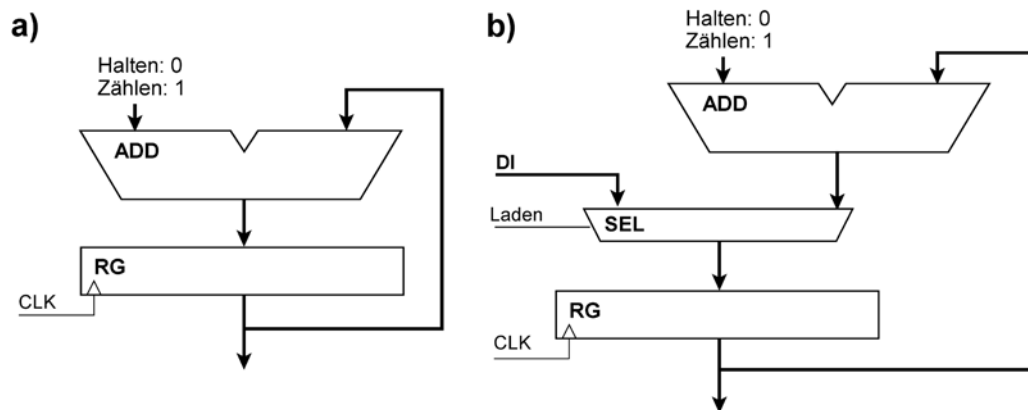 a)
Halten: 0
Zählen: 1
ADD
RG
CLK
b)
Halten: 0
Zählen: 1
ADD
DI
Laden
SEL
RG
CLK